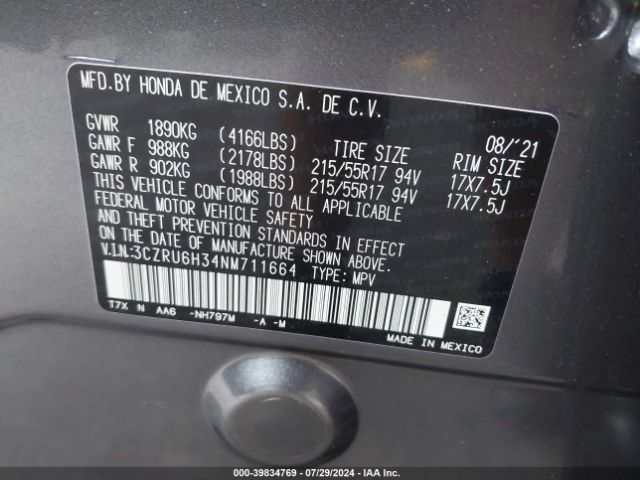 MFD.BY HONDA DE MEXICO S.A. DE C.V.
08/'21
GVWR 1890KG (4166LBS) TIRE SIZE RIM SIZE
GAWR F 988KG (2178LBS) 215/55R17 94V 17X7.5J
GAWR R 902KG (1988LBS) 215/55R17 94V 17X7.5J
THIS VEHICLE CONFORMS TO ALL APPLICABLE
FEDERAL MOTOR VEHICLE SAFETY
AND THEFT PREVENTION STANDARDS IN EFFECT
ON THE DATE OF MANUFACTURE SHOWN ABOVE.
V.I.N.:3CZRU6H34NM711664 TYPE: MPV
T7X N AA6 -NH797M -A -M
MADE IN MEXICO
000-39834769 | 07/29/2024 | IAAI.COM